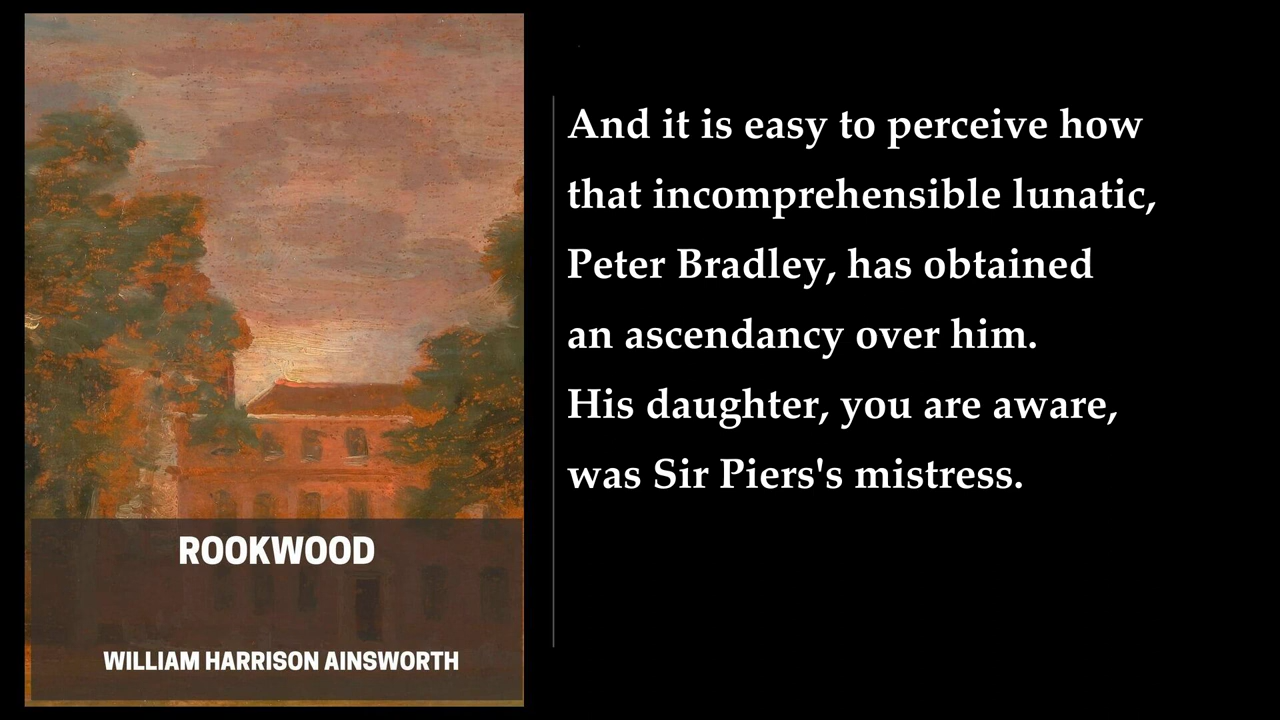 And it is easy to perceive how
that incomprehensible lunatic,
Peter Bradley, has obtained
an ascendancy over him.
His daughter, you are aware,
was Sir Piers's mistress.
ROOKWOOD
WILLIAM HARRISON AINSWORTH